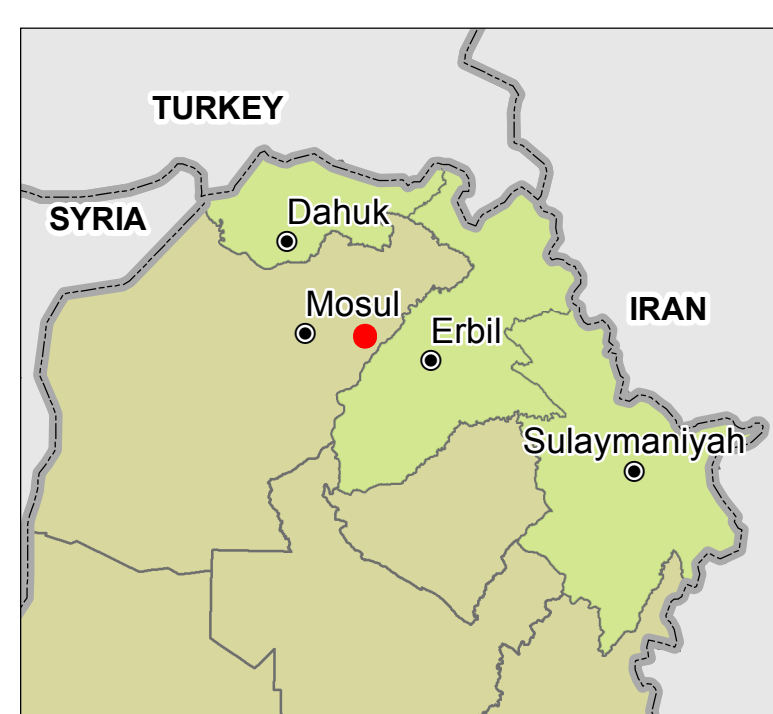 TURKEY
Dahuk
SYRIA
Mosul
IRAN
Erbil
Sulaymaniyah